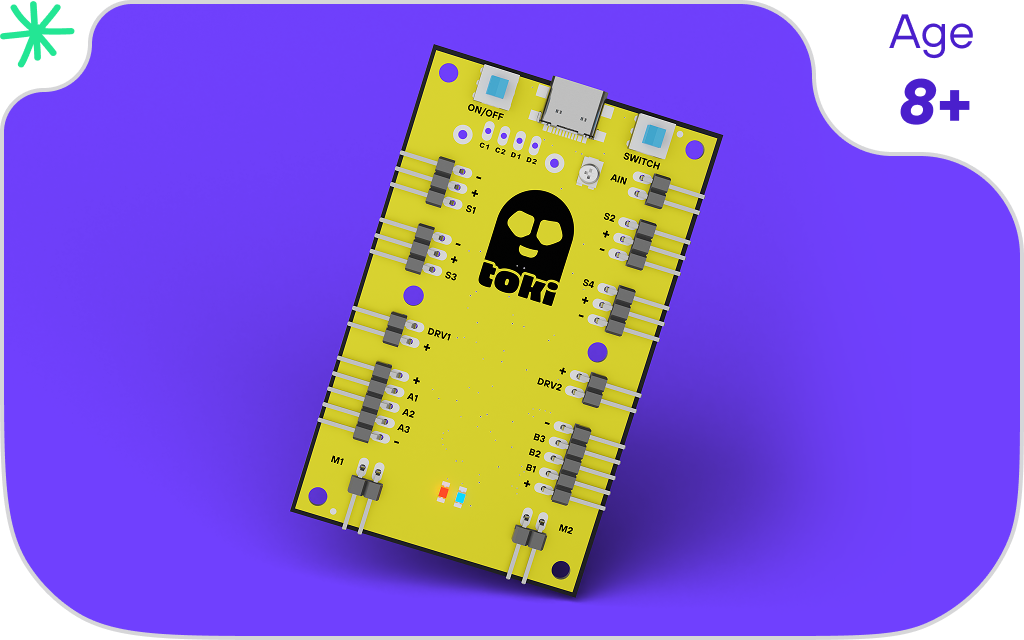 Age
8+
ON/OFF
C1 C2 D1 D2
SWITCH
AIN
-
+
S1
S2
+
-
-
+
S3
S4
+
-
toki
DRV1
+
+
DRV2
+
A1
A2
A3
-
-
B3
B2
B1
+
M1
M2